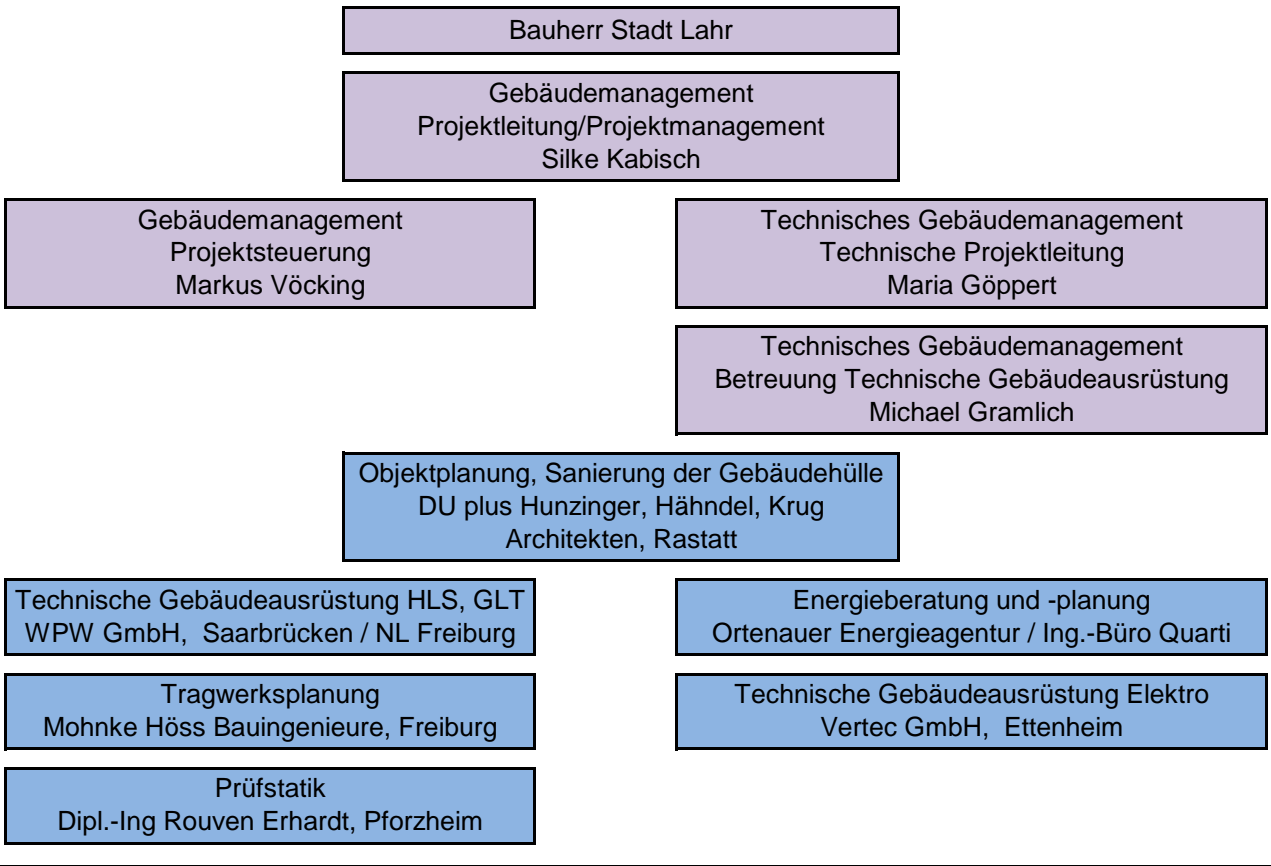 Bauherr Stadt Lahr
Gebäudemanagement
Projektleitung/Projektmanagement
Silke Kabisch
Gebäudemanagement
Projektsteuerung
Markus Vöcking
Technisches Gebäudemanagement
Technische Projektleitung
Maria Göppert
Technisches Gebäudemanagement
Betreuung Technische Gebäudeausrüstung
Michael Gramlich
Objektplanung, Sanierung der Gebäudehülle
DU plus Hunzinger, Hähndel, Krug
Architekten, Rastatt
Technische Gebäudeausrüstung HLS, GLT
WPW GmbH, Saarbrücken / NL Freiburg
Energieberatung und -planung
Ortenauer Energieagentur / Ing.-Büro Quarti
Tragwerksplanung
Mohnke Höss Bauingenieure, Freiburg
Technische Gebäudeausrüstung Elektro
Vertec GmbH, Ettenheim
Prüfstatik
Dipl.-Ing Rouven Erhardt, Pforzheim